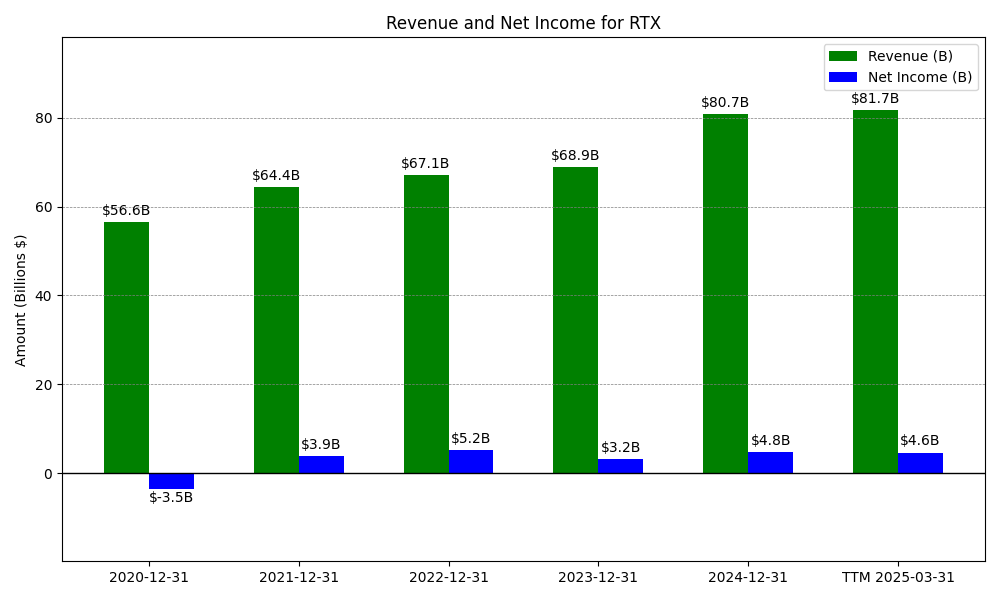 Revenue and Net Income for RTX
Revenue (B)
Net Income (B)
Amount (Billions $)
80
60
40
20
0
$56.6B
$-3.5B
$64.4B
$3.9B
$67.1B
$5.2B
$68.9B
$3.2B
$80.7B
$4.8B
$81.7B
$4.6B
2020-12-31
2021-12-31
2022-12-31
2023-12-31
2024-12-31
TTM 2025-03-31